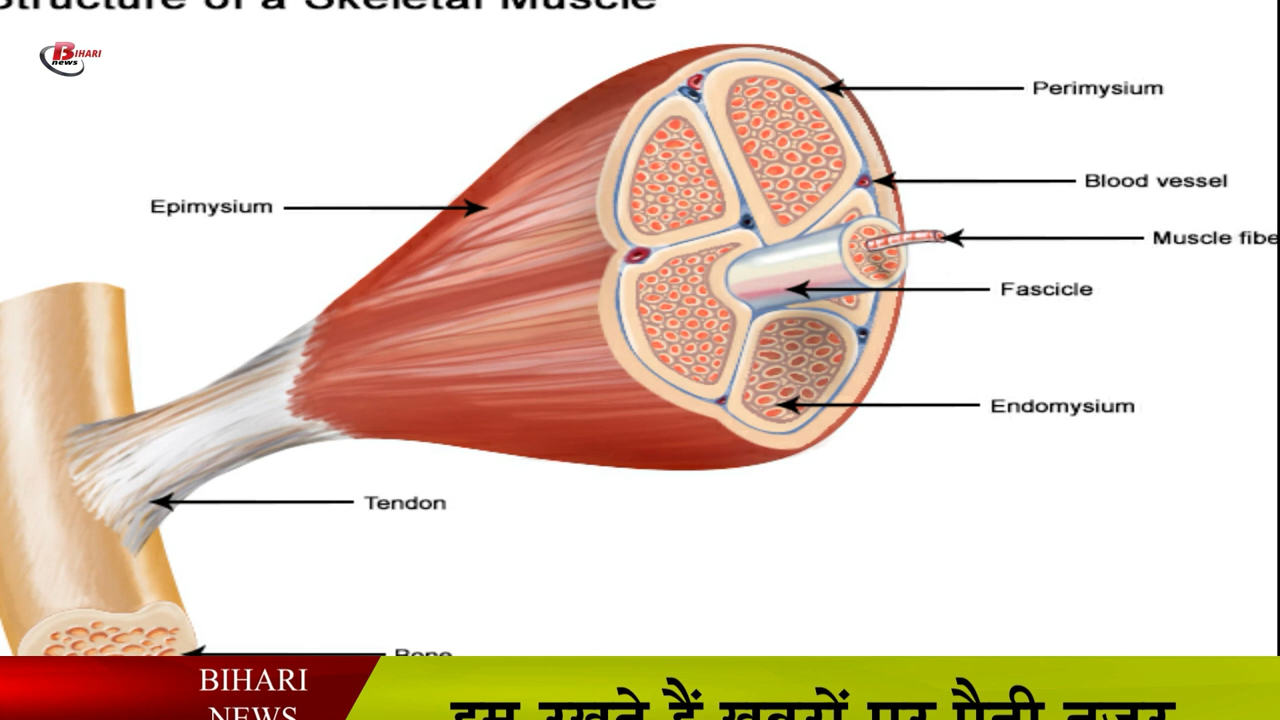 Structure of a Skeletal Muscle
BIHARI
news
Perimysium
Blood vessel
Epimysium
Muscle fibe
Fascicle
Endomysium
Tendon
Bone
BIHARI
NEWS
हम रखते हैं खबरों पर पैनी नजर